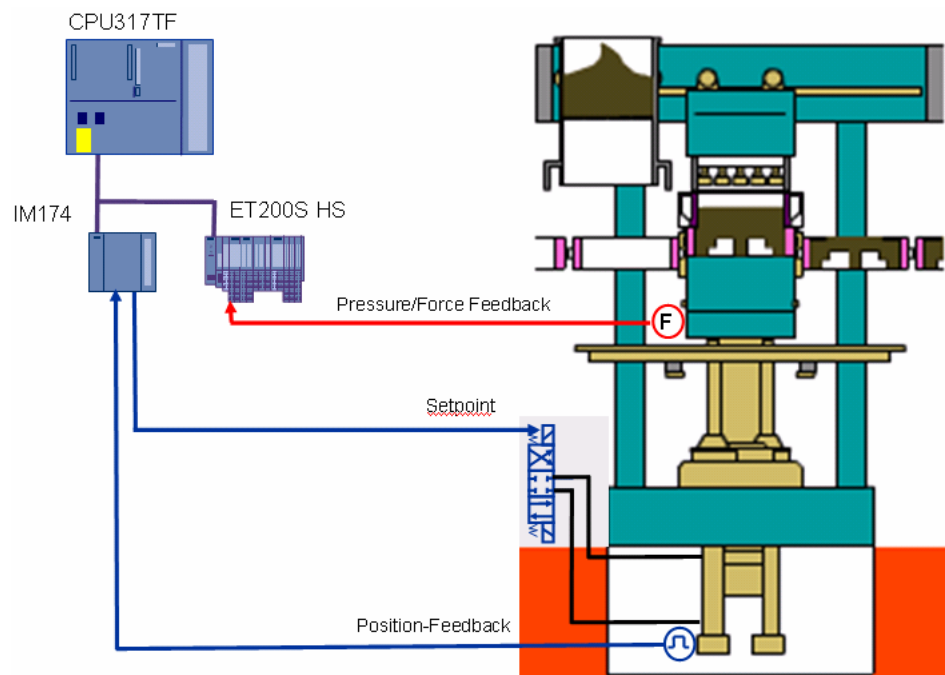 CPU317TF
IM174
ET200S HS
Pressure/Force Feedback
F
Setpoint
Position-Feedback